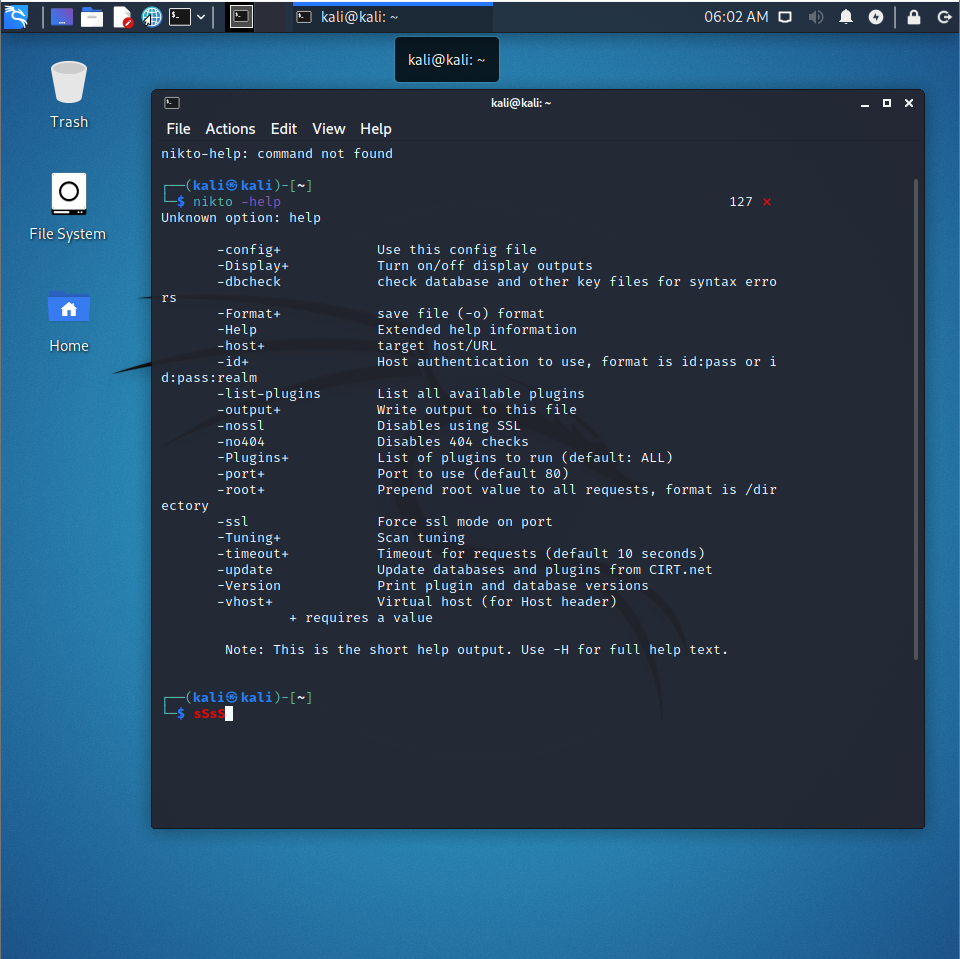 kali@kali: ~
06:02 AM
kali@kali: ~
Trash
File System
Home
kali@kali: ~
File Actions Edit View Help
nikto-help: command not found
┌──(kali㉿kali)-[~]
└─$ nikto -help 127 ⨯
Unknown option: help
-config+ Use this config file
-Display+ Turn on/off display outputs
-dbcheck check database and other key files for syntax erro
rs
-Format+ save file (-o) format
-Help Extended help information
-host+ target host/URL
-id+ Host authentication to use, format is id:pass or i
d:pass:realm
-list-plugins List all available plugins
-output+ Write output to this file
-nossl Disables using SSL
-no404 Disables 404 checks
-Plugins+ List of plugins to run (default: ALL)
-port+ Port to use (default 80)
-root+ Prepend root value to all requests, format is /dir
ectory
-ssl Force ssl mode on port
-Tuning+ Scan tuning
-timeout+ Timeout for requests (default 10 seconds)
-update Update databases and plugins from CIRT.net
-Version Print plugin and database versions
-vhost+ Virtual host (for Host header)
+ requires a value
Note: This is the short help output. Use -H for full help text.
┌──(kali㉿kali)-[~]
└─$ sSsS